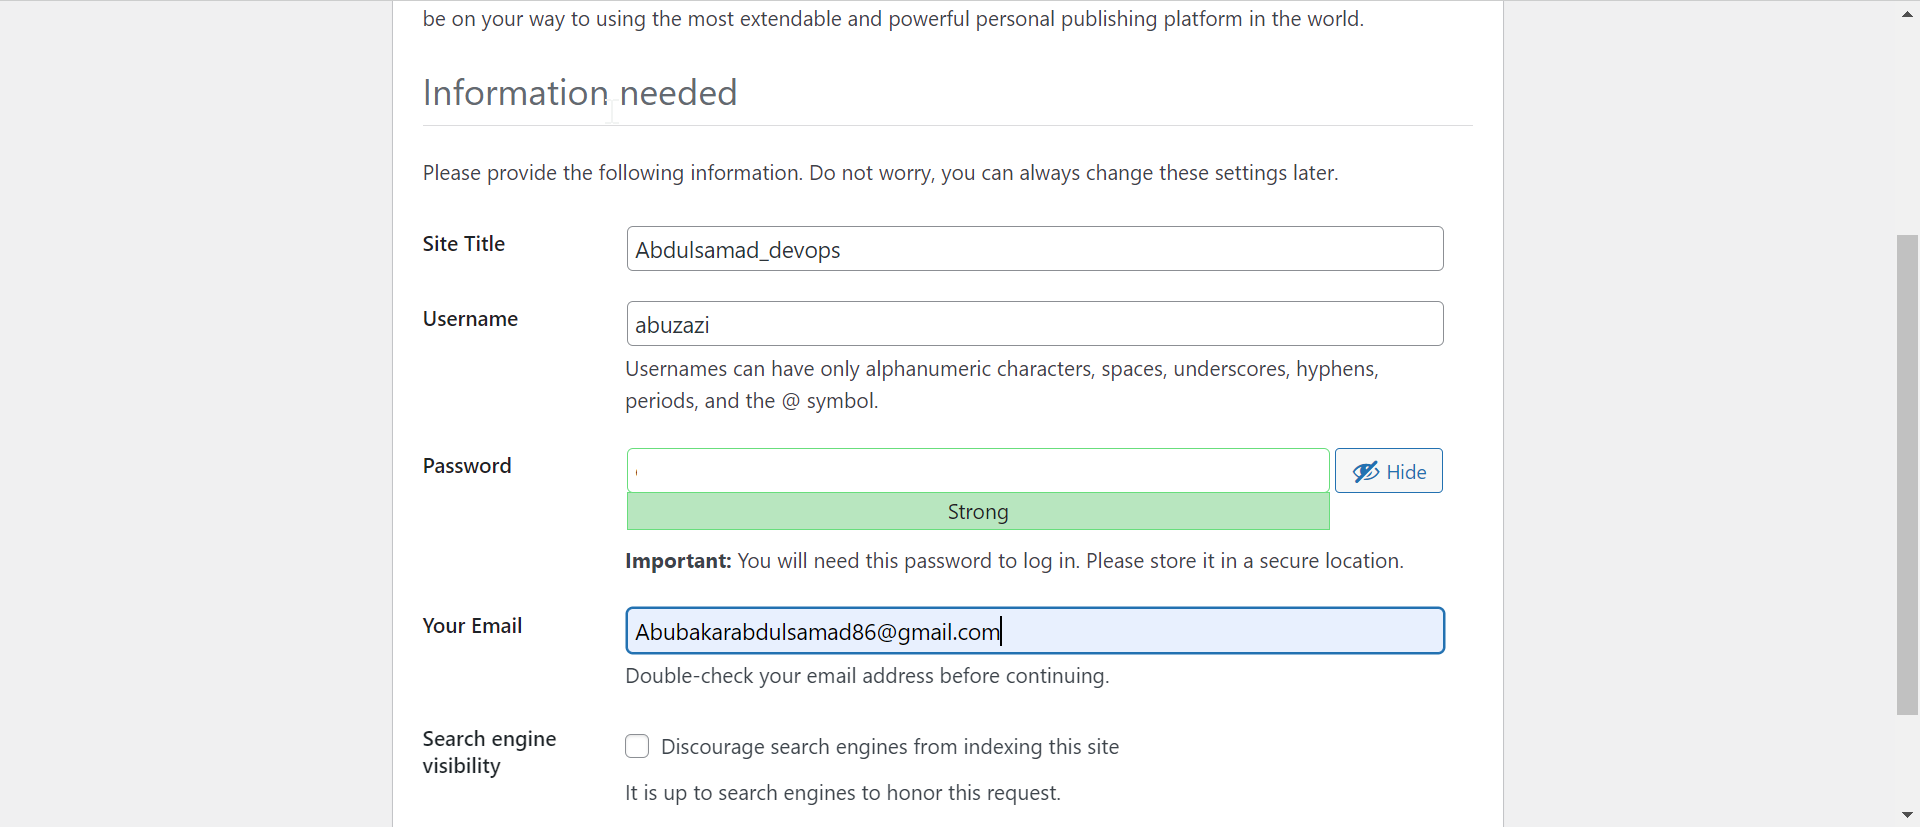 be on your way to using the most extendable and powerful personal publishing platform in the world.
Information needed
Please provide the following information. Do not worry, you can always change these settings later.
Site Title
Abdulsamad_devops
Username
abuzazi
Usernames can have only alphanumeric characters, spaces, underscores, hyphens,
periods, and the @ symbol.
Password
Hide
Strong
Important: You will need this password to log in. Please store it in a secure location.
Your Email
Abubakarabdulsamad86@gmail.com
Double-check your email address before continuing.
Search engine
visibility
Discourage search engines from indexing this site
It is up to search engines to honor this request.